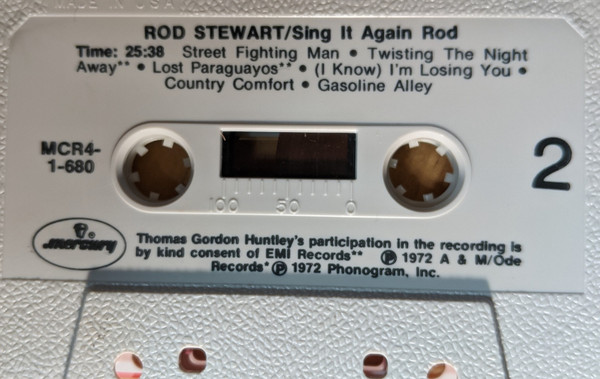 MADE IN U.S.A.
ROD STEWART/Sing It Again Rod
Time: 25:38 Street Fighting Man • Twisting The Night
Away** • Lost Paraguayos** • (I Know) I'm Losing You •
Country Comfort • Gasoline Alley
MCR4-
1-680
2
100 50 0
mercury ®
Thomas Gordon Huntley's participation in the recording is
by kind consent of EMI Records** ℗ 1972 A & M/Ode
Records* ℗ 1972 Phonogram, Inc.